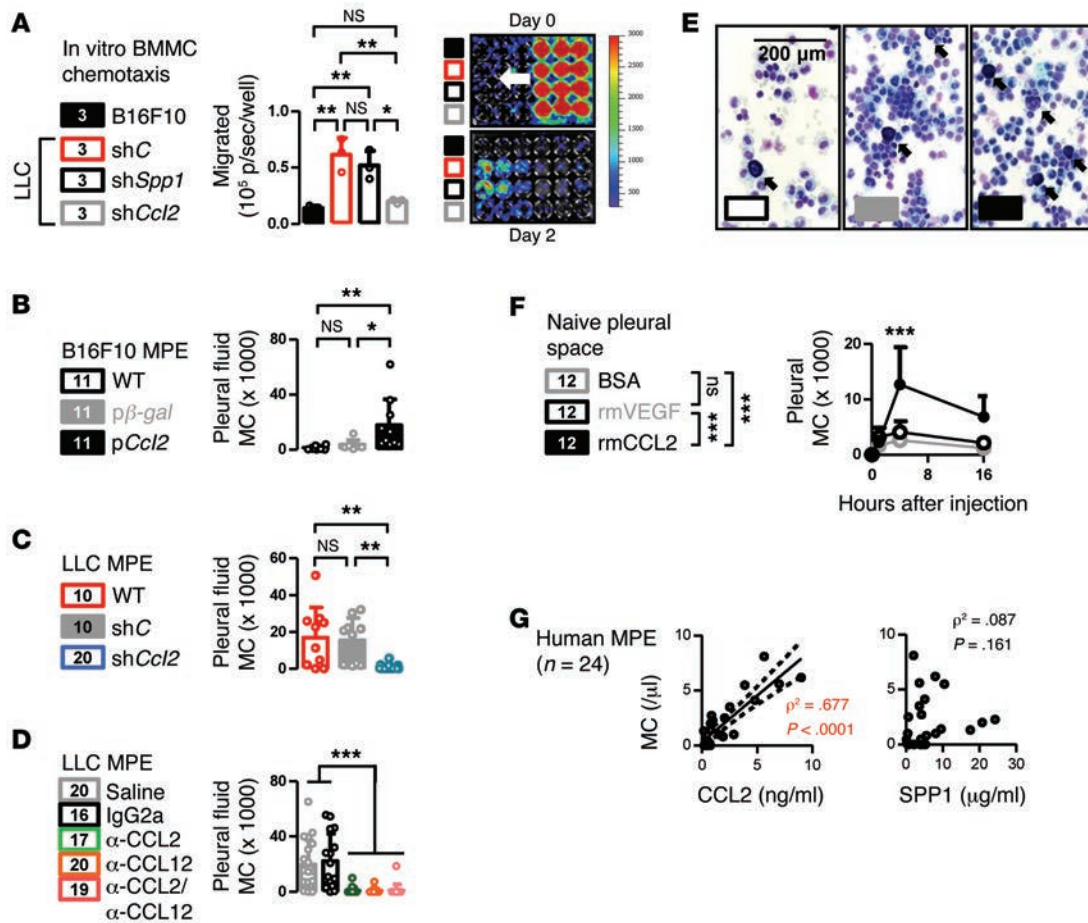 A
In vitro BMMC
chemotaxis
3 B16F10
LLC
3 shC
3 shSpp1
3 shCcl2
Migrated
(10⁵ p/sec/well)
1.0
0.5
0.0
NS
**
**
** NS *
Day 0
Day 2
3000
2500
2000
1500
1000
500
E
200 µm
B
B16F10 MPE
11 WT
11 pβ-gal
11 pCcl2
Pleural fluid
MC (x 1000)
80
40
0
**
NS *
F
Naive pleural
space
12 BSA
12 rmVEGF
12 rmCCL2
ns
***
***
Pleural
MC (x 1000)
20
10
0
***
0 8 16
Hours after injection
C
LLC MPE
10 WT
10 shC
20 shCcl2
Pleural fluid
MC (x 1000)
60
40
20
0
**
NS **
G
Human MPE
(n = 24)
MC (/µl)
10
5
0
ρ² = .677
P < .0001
0 5 10
CCL2 (ng/ml)
10
5
0
ρ² = .087
P = .161
0 10 20 30
SPP1 (µg/ml)
D
LLC MPE
20 Saline
16 IgG2a
17 α-CCL2
20 α-CCL12
19 α-CCL2/
α-CCL12
Pleural fluid
MC (x 1000)
80
40
0
***